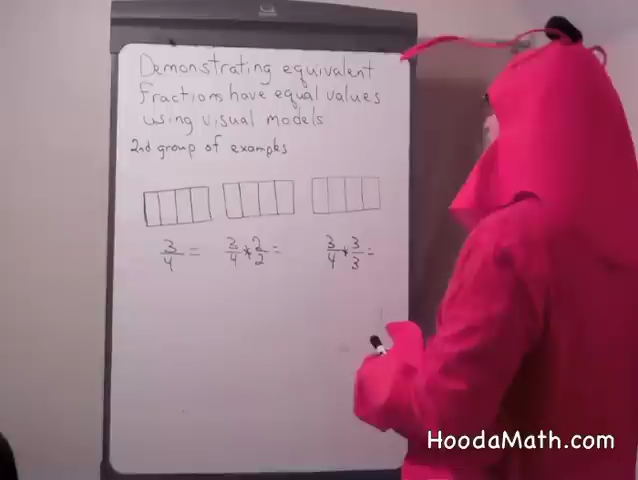 Demonstrating equivalent
fractions have equal values
using visual models
2nd group of examples
3/4 = 3/4 * 2/2 = 3/4 * 3/3 =
HoodaMath.com